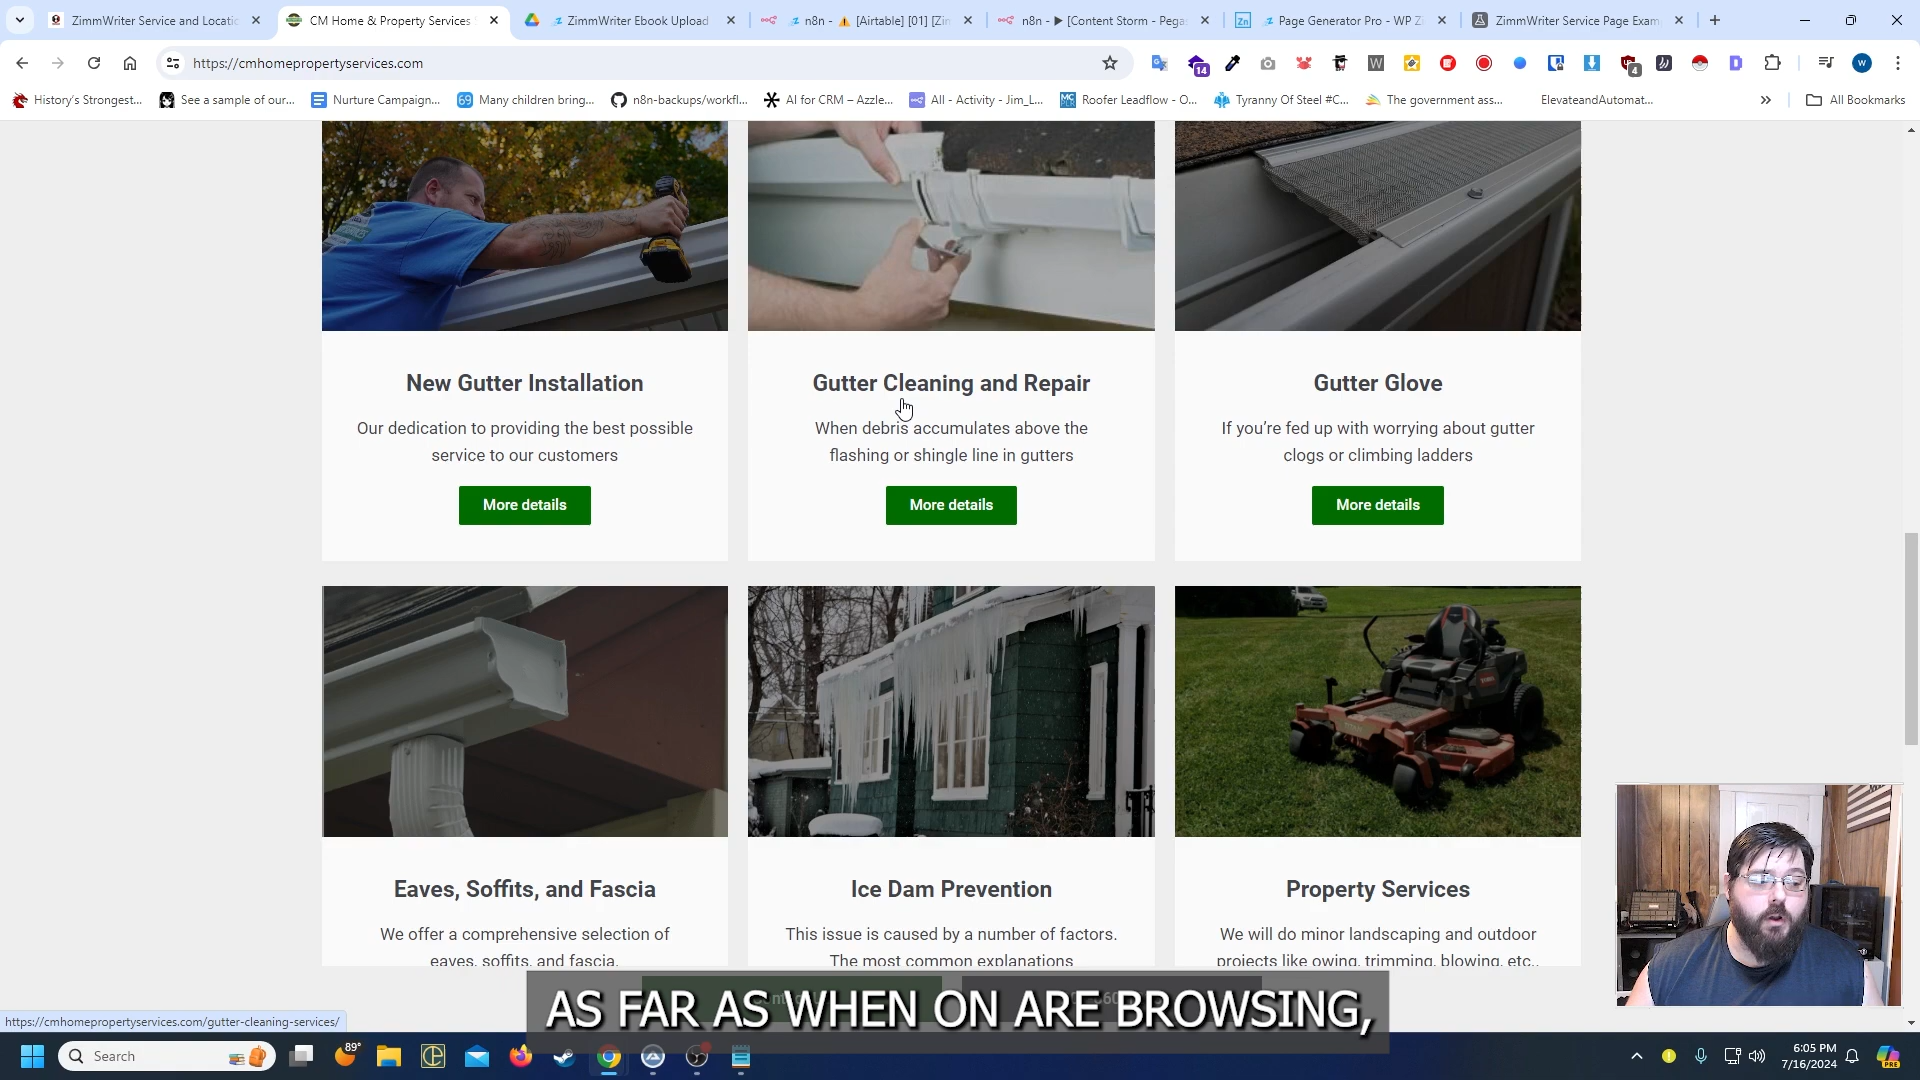 ZimmWriter Service and Locatio
CM Home & Property Services
ZimmWriter Ebook Upload
n8n - ⚠ [Airtable] [01] [Zin
n8n - ▶ [Content Storm - Pega
Page Generator Pro - WP Z
ZimmWriter Service Page Exam
https://cmhomepropertyservices.com
14
4
W
History's Strongest...
See a sample of our...
Nurture Campaign...
Many children bring...
n8n-backups/workfl...
AI for CRM – Azzle...
All - Activity - Jim_L...
Roofer Leadflow - O...
Tyranny Of Steel #C...
The government ass...
ElevateandAutomat...
All Bookmarks
New Gutter Installation
Our dedication to providing the best possible
service to our customers
More details
Gutter Cleaning and Repair
When debris accumulates above the
flashing or shingle line in gutters
More details
Gutter Glove
If you're fed up with worrying about gutter
clogs or climbing ladders
More details
Eaves, Soffits, and Fascia
We offer a comprehensive selection of
eaves, soffits, and fascia.
Ice Dam Prevention
This issue is caused by a number of factors.
The most common explanations
Property Services
We will do minor landscaping and outdoor
projects like owing, trimming, blowing, etc..
AS FAR AS WHEN ON ARE BROWSING,
https://cmhomepropertyservices.com/gutter-cleaning-services/
Search
89°
6:05 PM
7/16/2024